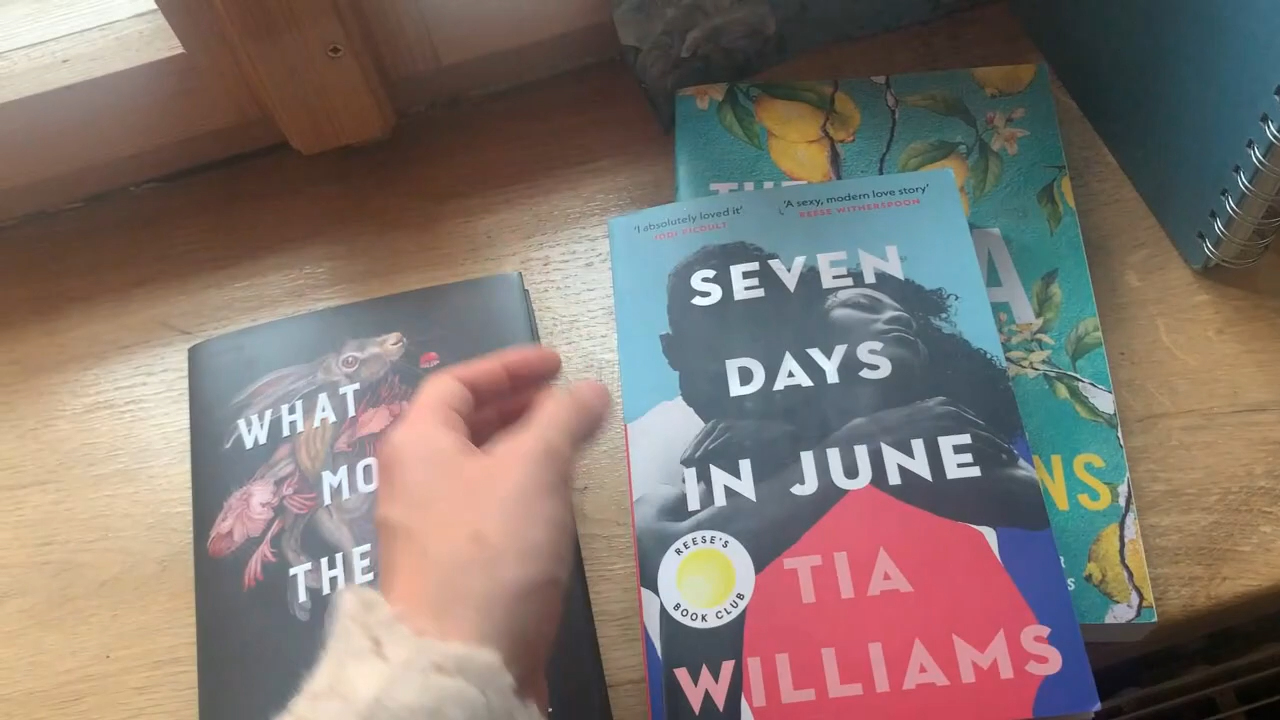 WHAT
MO
THE
'I absolutely loved it'
JODI PICOULT
'A sexy, modern love story'
REESE WITHERSPOON
SEVEN
DAYS
IN JUNE
REESE'S
BOOK CLUB
TIA
WILLIAMS
THE
A
NS